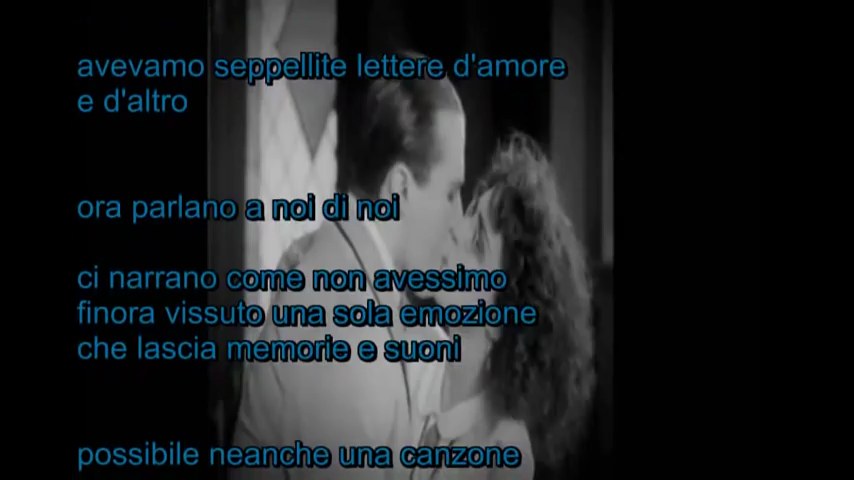 avevamo seppellite lettere d'amore
e d'altro
ora parlano a noi di noi
ci narrano come non avessimo
finora vissuto una sola emozione
che lascia memorie e suoni
possibile neanche una canzone